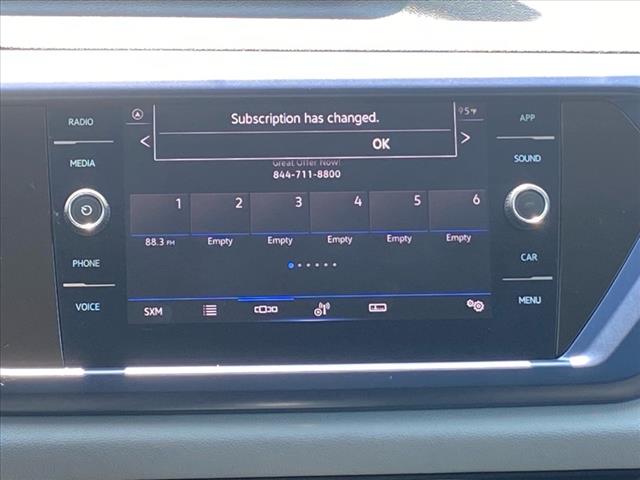 RADIO
MEDIA
PHONE
VOICE
Subscription has changed.
OK
95°F
< >
Great Offer Now!
844-711-8800
1 2 3 4 5 6
88.3 FM Empty Empty Empty Empty Empty
SXM
APP
SOUND
CAR
MENU